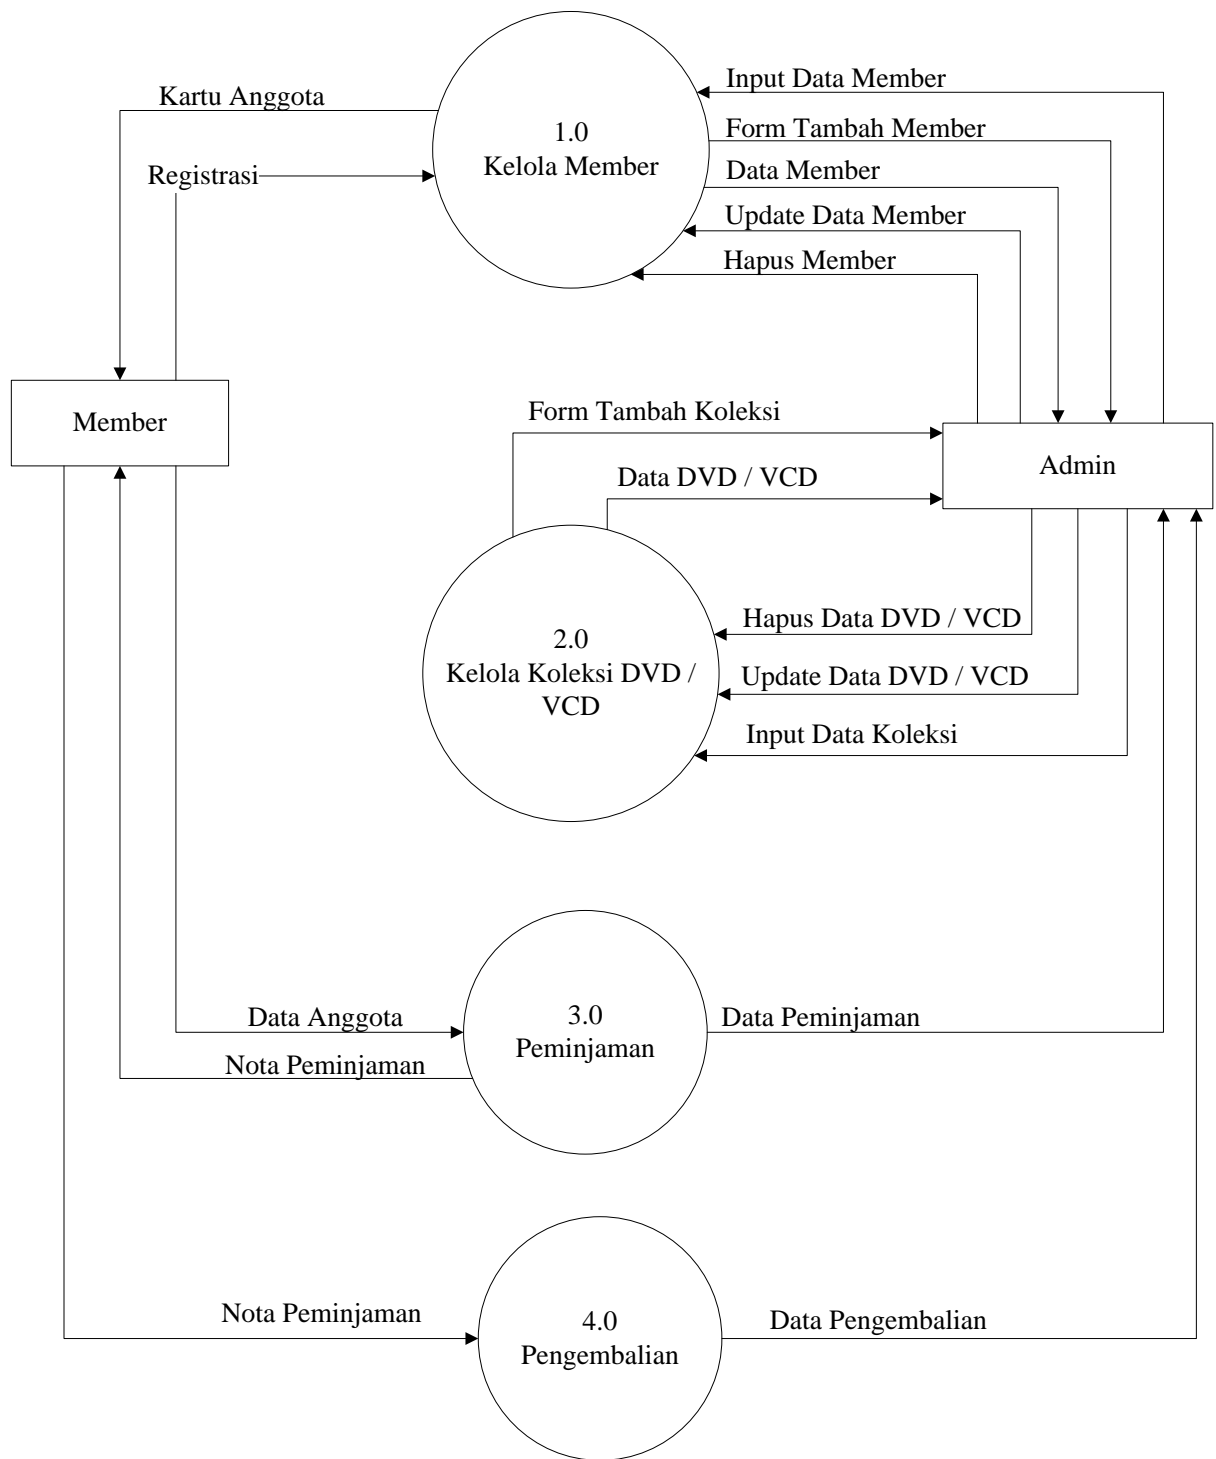 Input Data Member
Kartu Anggota
Form Tambah Member
1.0
Kelola Member
Data Member
Registrasi
Update Data Member
Hapus Member
Form Tambah Koleksi
Member
Admin
Data DVD / VCD
Hapus Data DVD / VCD
2.0
Kelola Koleksi DVD /
VCD
Update Data DVD / VCD
Input Data Koleksi
Data Anggota
3.0
Peminjaman
Data Peminjaman
Nota Peminjaman
Nota Peminjaman
4.0
Pengembalian
Data Pengembalian